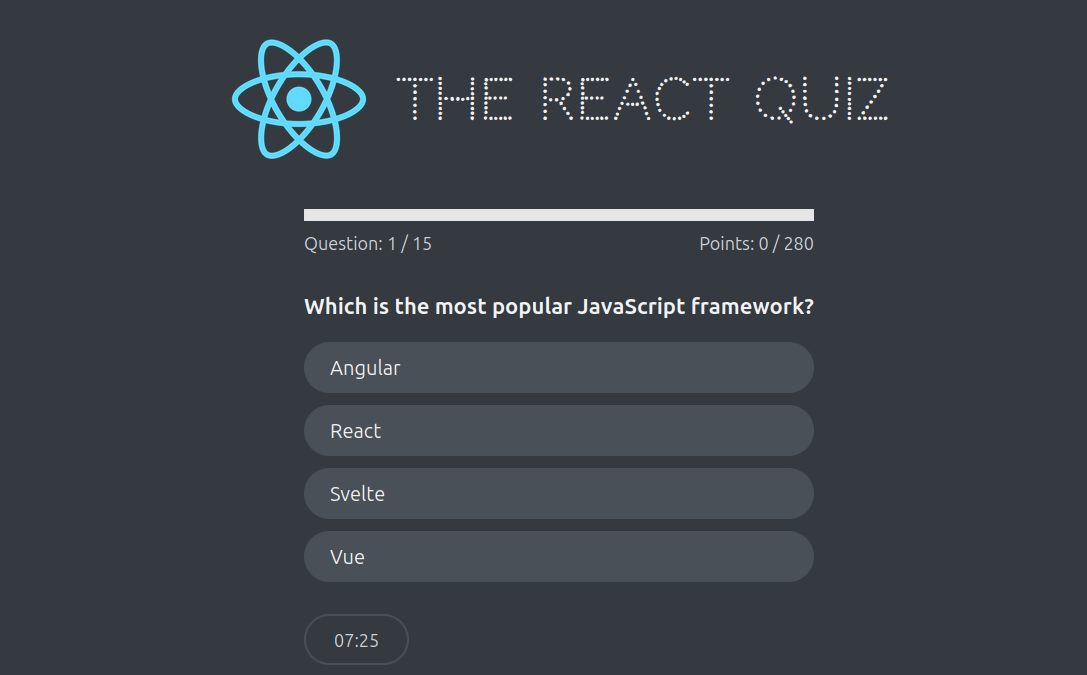 THE REACT QUIZ
Question: 1 / 15
Points: 0 / 280
Which is the most popular JavaScript framework?
Angular
React
Svelte
Vue
07:25